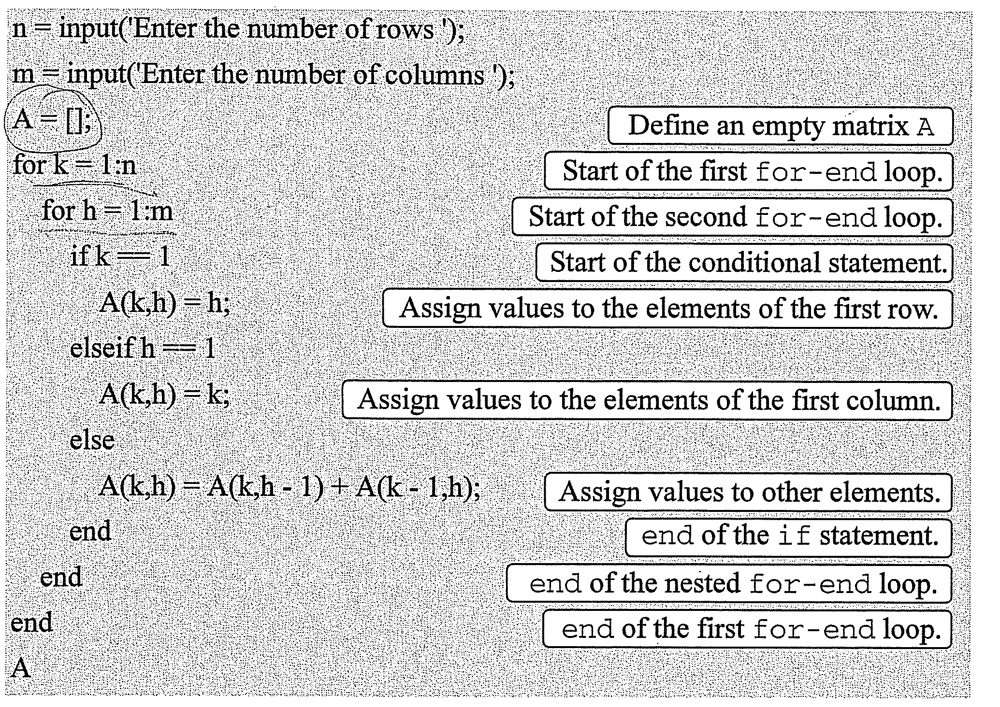 n = input('Enter the number of rows ');
m = input('Enter the number of columns ');
A = []; Define an empty matrix A
for k = 1:n Start of the first for-end loop.
for h = 1:m Start of the second for-end loop.
if k == 1 Start of the conditional statement.
A(k,h) = h; Assign values to the elements of the first row.
elseif h == 1
A(k,h) = k; Assign values to the elements of the first column.
else
A(k,h) = A(k,h - 1) + A(k - 1,h); Assign values to other elements.
end end of the if statement.
end end of the nested for-end loop.
end end of the first for-end loop.
A